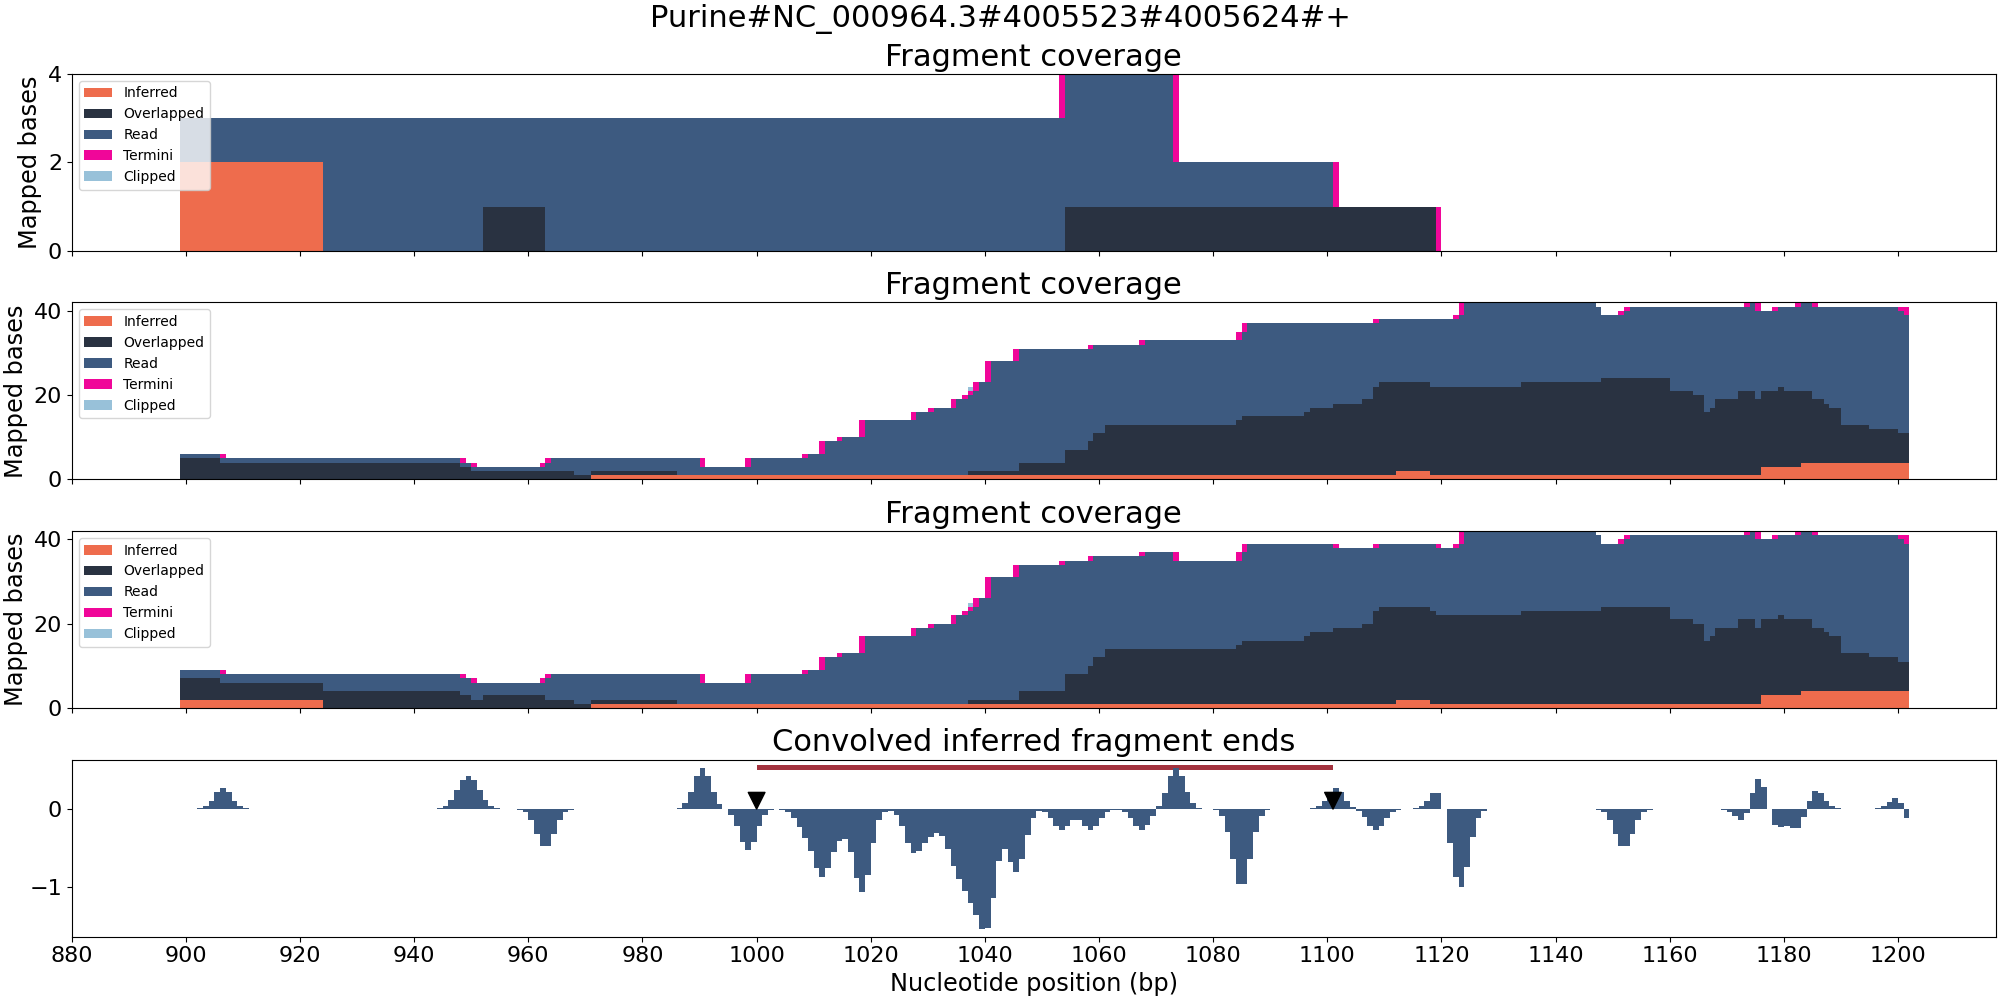 Purine#NC_000964.3#4005523#4005624#+
Fragment coverage
Mapped bases
4
2
0
Inferred
Overlapped
Read
Termini
Clipped
Fragment coverage
Mapped bases
40
20
0
Inferred
Overlapped
Read
Termini
Clipped
Fragment coverage
Mapped bases
40
20
0
Inferred
Overlapped
Read
Termini
Clipped
Convolved inferred fragment ends
0
−1
880 900 920 940 960 980 1000 1020 1040 1060 1080 1100 1120 1140 1160 1180 1200
Nucleotide position (bp)